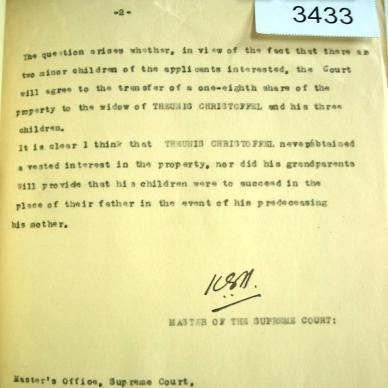 -2-
3433
The question arises whether, in view of the fact that there are
two minor children of the applicants interested, the Court
will agree to the transfer of a one-eighth share of the
property to the widow of THEUNIS CHRISTOFFEL and his three
children.
It is clear I think that THEUNIS CHRISTOFFEL never obtained
a vested interest in the property, nor did his grandparents
will provide that his children were to succeed in the
place of their father in the event of his predeceasing
his mother.
MASTER OF THE SUPREME COURT:
Master's Office, Supreme Court,